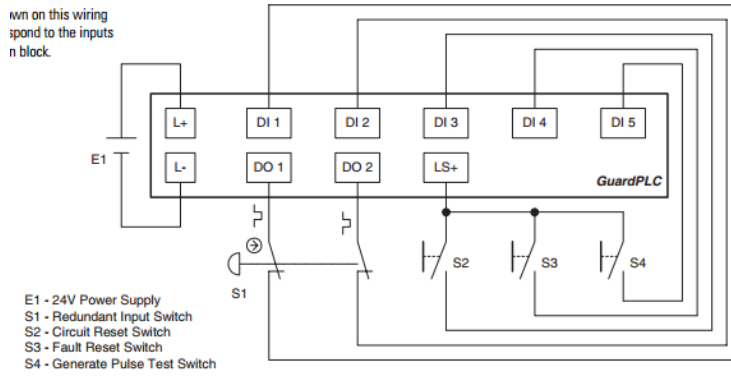 own on this wiring
spond to the inputs
n block.
L+ DI 1 DI 2 DI 3 DI 4 DI 5
E1
L- DO 1 DO 2 LS+
GuardPLC
S2 S3 S4
S1
E1 - 24V Power Supply
S1 - Redundant Input Switch
S2 - Circuit Reset Switch
S3 - Fault Reset Switch
S4 - Generate Pulse Test Switch